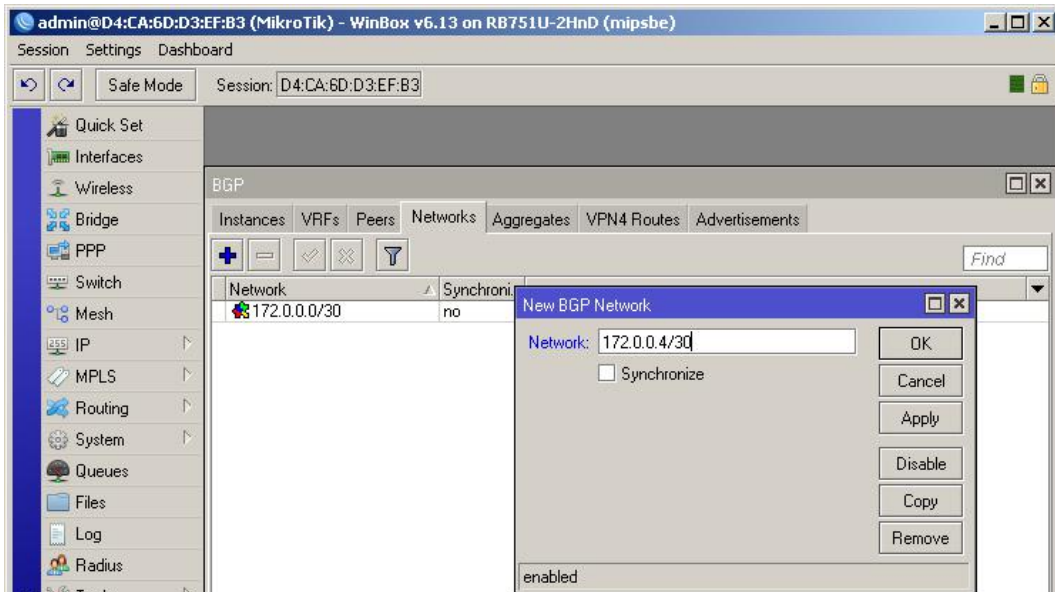 admin@D4:CA:6D:D3:EF:B3 (MikroTik) - WinBox v6.13 on RB751U-2HnD (mipsbe)
Session Settings Dashboard
Safe Mode Session: D4:CA:6D:D3:EF:B3
Quick Set
Interfaces
Wireless
Bridge
PPP
Switch
Mesh
255 IP
MPLS
Routing
System
Queues
Files
Log
Radius
BGP
Instances VRFs Peers Networks Aggregates VPN4 Routes Advertisements
Find
Network Synchroni...
172.0.0.0/30 no
New BGP Network
Network: 172.0.0.4/30
Synchronize
OK
Cancel
Apply
Disable
Copy
Remove
enabled